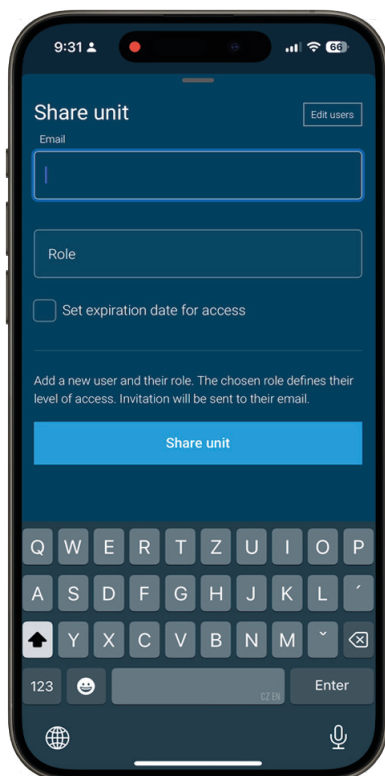 9:31
66
Share unit
Edit users
Email
Role
Set expiration date for access
Add a new user and their role. The chosen role defines their
level of access. Invitation will be sent to their email.
Share unit
Q W E R T Z U I O P
A S D F G H J K L ´
Y X C V B N M ˇ
123
CZ EN
Enter